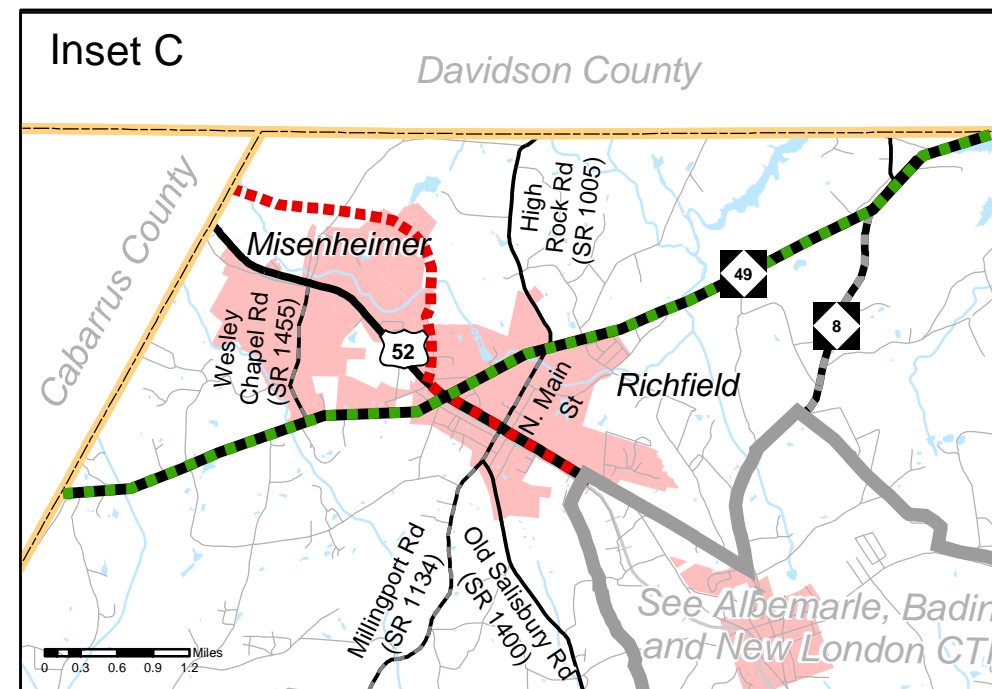 Inset C
Davidson County
Cabarrus County
Misenheimer
High
Rock Rd
(SR 1005)
49
8
Wesley
Chapel Rd
(SR 1455)
52
Richfield
N. Main
St
Millingport Rd
(SR 1134)
Old Salisbury Rd
(SR 1400)
See Albemarle, Badin
and New London CT
Miles
0 0.3 0.6 0.9 1.2